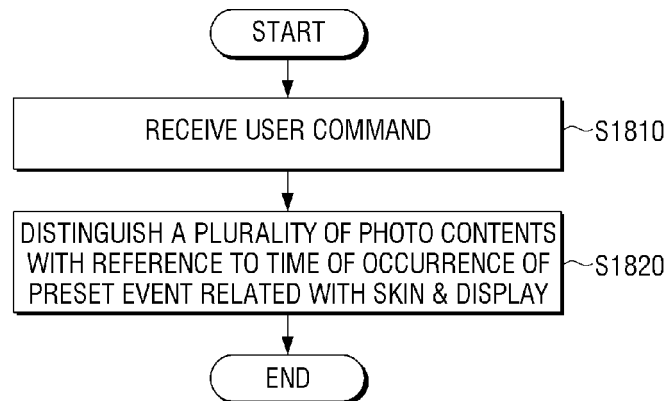 START
RECEIVE USER COMMAND
S1810
DISTINGUISH A PLURALITY OF PHOTO CONTENTS
WITH REFERENCE TO TIME OF OCCURRENCE OF
PRESET EVENT RELATED WITH SKIN & DISPLAY
S1820
END